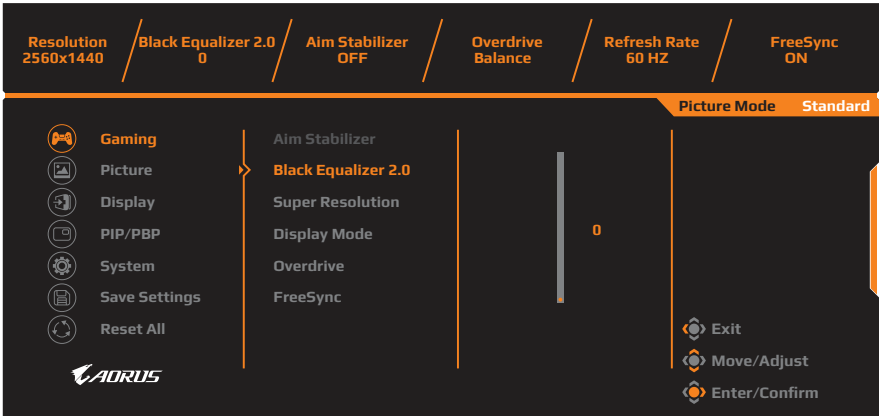 Resolution
2560x1440
Black Equalizer 2.0
0
Aim Stabilizer
OFF
Overdrive
Balance
Refresh Rate
60 HZ
FreeSync
ON
Picture Mode Standard
Gaming
Picture
Display
PIP/PBP
System
Save Settings
Reset All
Aim Stabilizer
Black Equalizer 2.0
Super Resolution
Display Mode
Overdrive
FreeSync
0
Exit
Move/Adjust
Enter/Confirm
AORUS